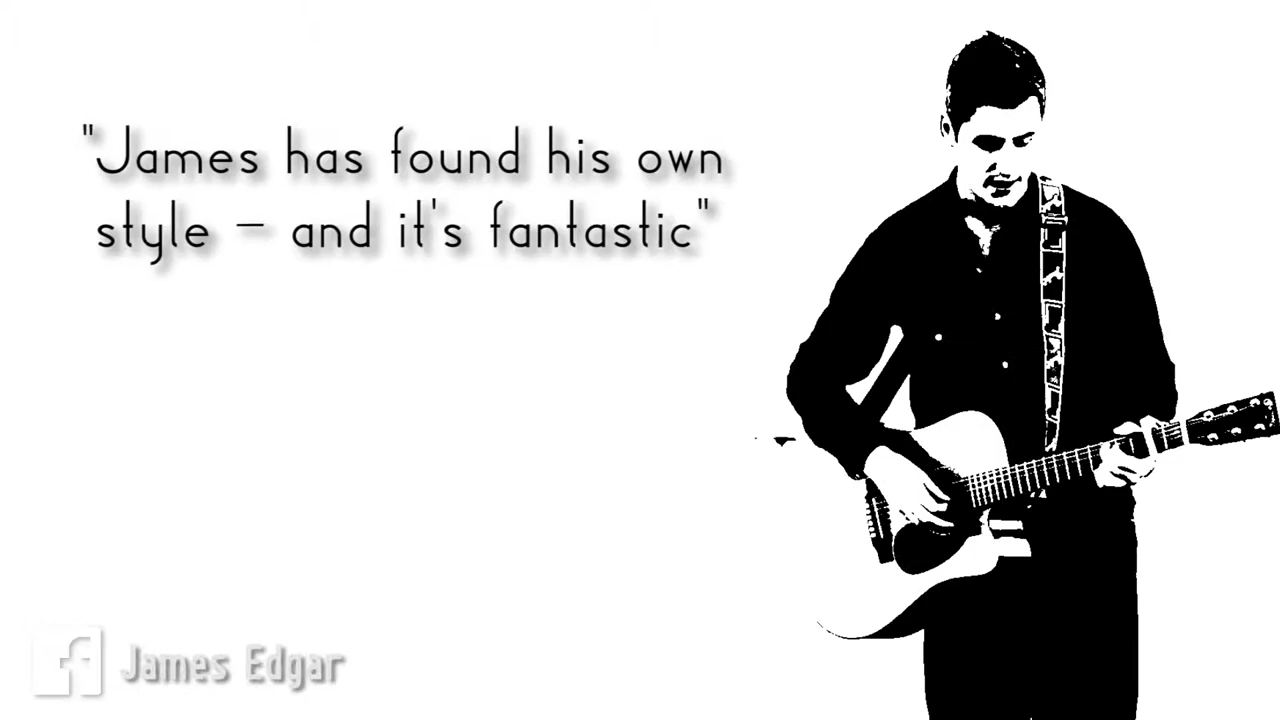 "James has found his own
style – and it's fantastic"
James Edgar